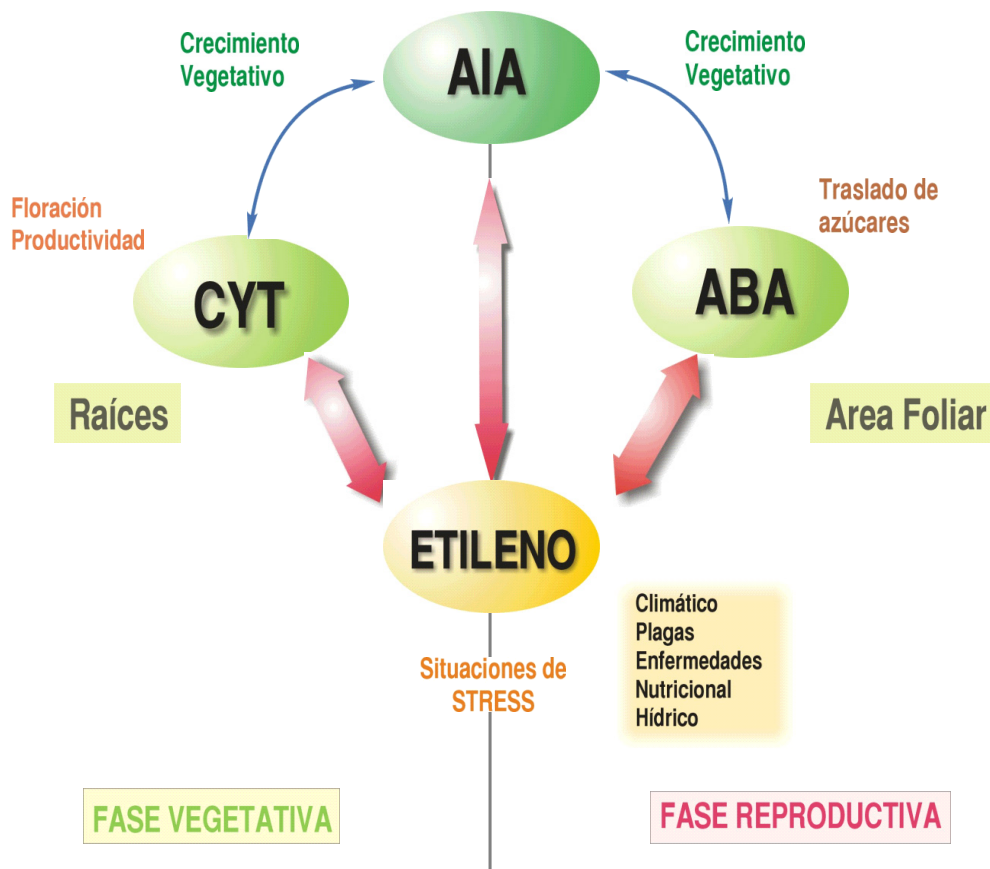 Crecimiento
Vegetativo
AIA
Crecimiento
Vegetativo
Floración
Productividad
Traslado de
azúcares
CYT
ABA
Raíces
Area Foliar
ETILENO
Situaciones de
STRESS
Climático
Plagas
Enfermedades
Nutricional
Hídrico
FASE VEGETATIVA
FASE REPRODUCTIVA